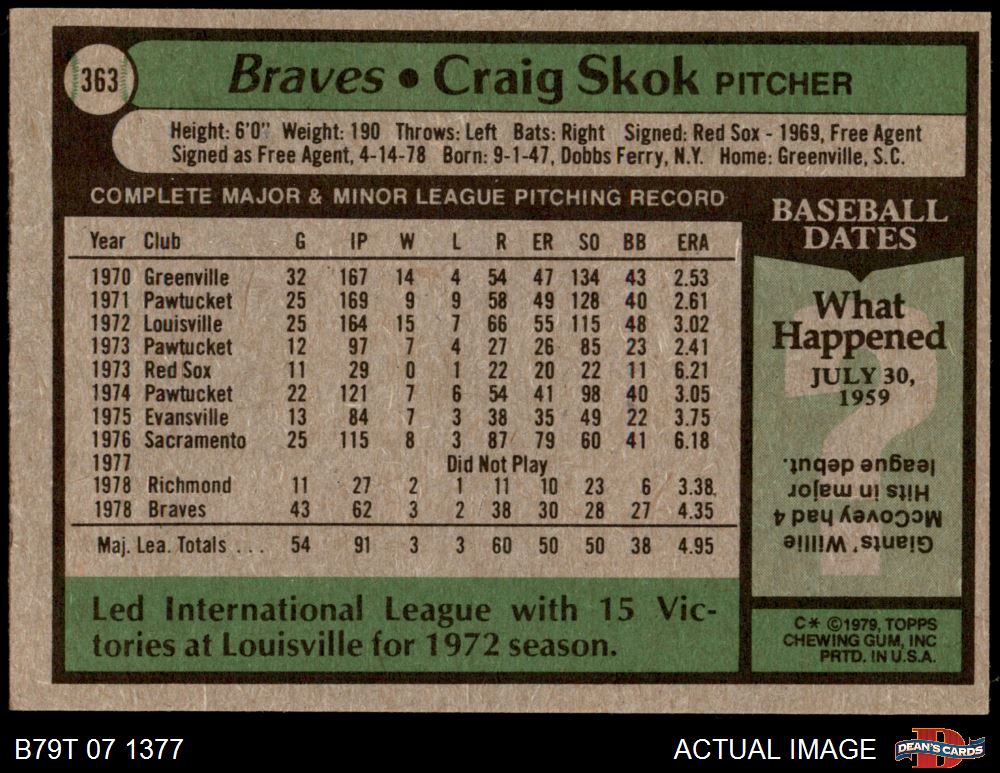 363
Braves • Craig Skok PITCHER
Height: 6'0" Weight: 190 Throws: Left Bats: Right Signed: Red Sox - 1969, Free Agent
Signed as Free Agent, 4-14-78 Born: 9-1-47, Dobbs Ferry, N.Y. Home: Greenville, S.C.
COMPLETE MAJOR & MINOR LEAGUE PITCHING RECORD
Year Club G IP W L R ER SO BB ERA
1970 Greenville 32 167 14 4 54 47 134 43 2.53
1971 Pawtucket 25 169 9 9 58 49 128 40 2.61
1972 Louisville 25 164 15 7 66 55 115 48 3.02
1973 Pawtucket 12 97 7 4 27 26 85 23 2.41
1973 Red Sox 11 29 0 1 22 20 22 11 6.21
1974 Pawtucket 22 121 7 6 54 41 98 40 3.05
1975 Evansville 13 84 7 3 38 35 49 22 3.75
1976 Sacramento 25 115 8 3 87 79 60 41 6.18
1977 Did Not Play
1978 Richmond 11 27 2 1 11 10 23 6 3.38
1978 Braves 43 62 3 2 38 30 28 27 4.35
Maj. Lea. Totals ... 54 91 3 3 60 50 50 38 4.95
Led International League with 15 Vic-
tories at Louisville for 1972 season.
BASEBALL
DATES
What
Happened
JULY 30,
1959
?
Giants' Willie
McCovey had 4
Hits in major
league debut.
C* ©1979, TOPPS
CHEWING GUM, INC
PRTD. IN U.S.A.
B79T 07 1377
ACTUAL IMAGE
D
DEAN'S CARDS